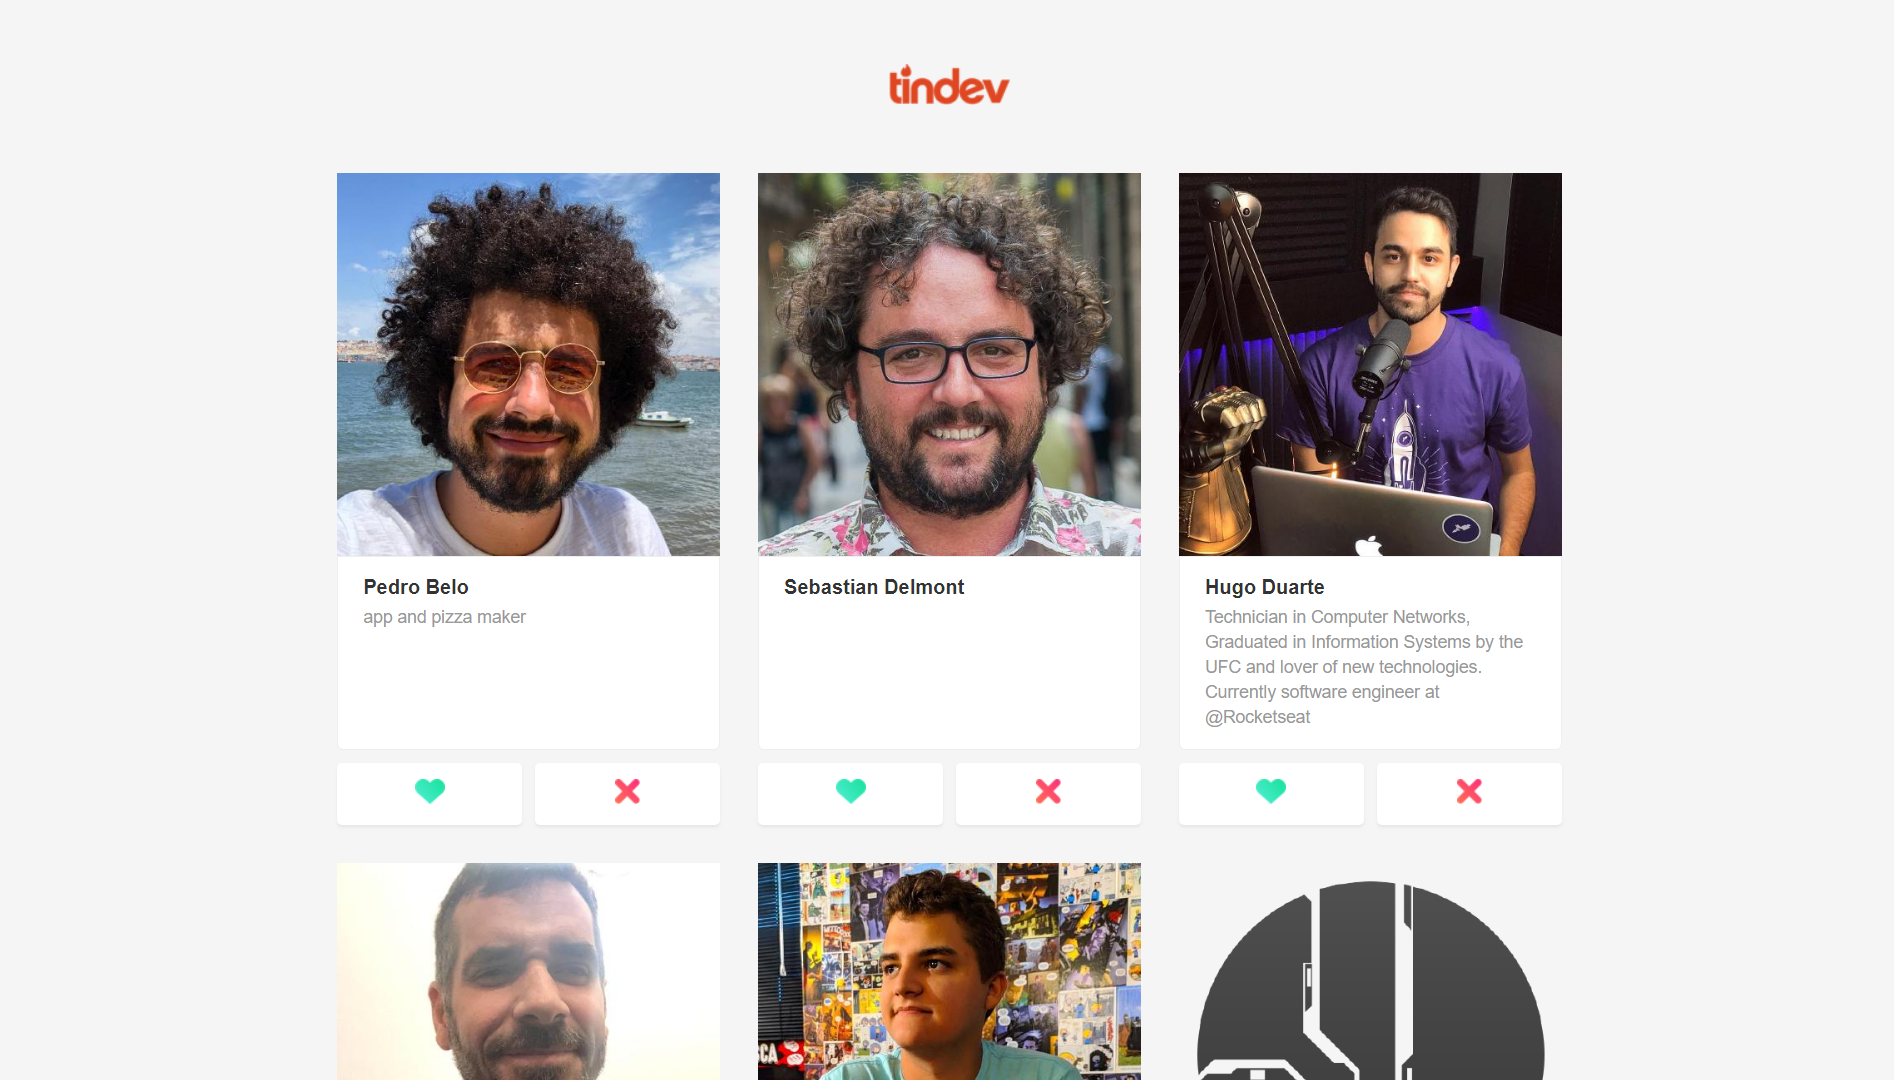 tindev
Pedro Belo
app and pizza maker
Sebastian Delmont
Hugo Duarte
Technician in Computer Networks,
Graduated in Information Systems by the
UFC and lover of new technologies.
Currently software engineer at
@Rocketseat